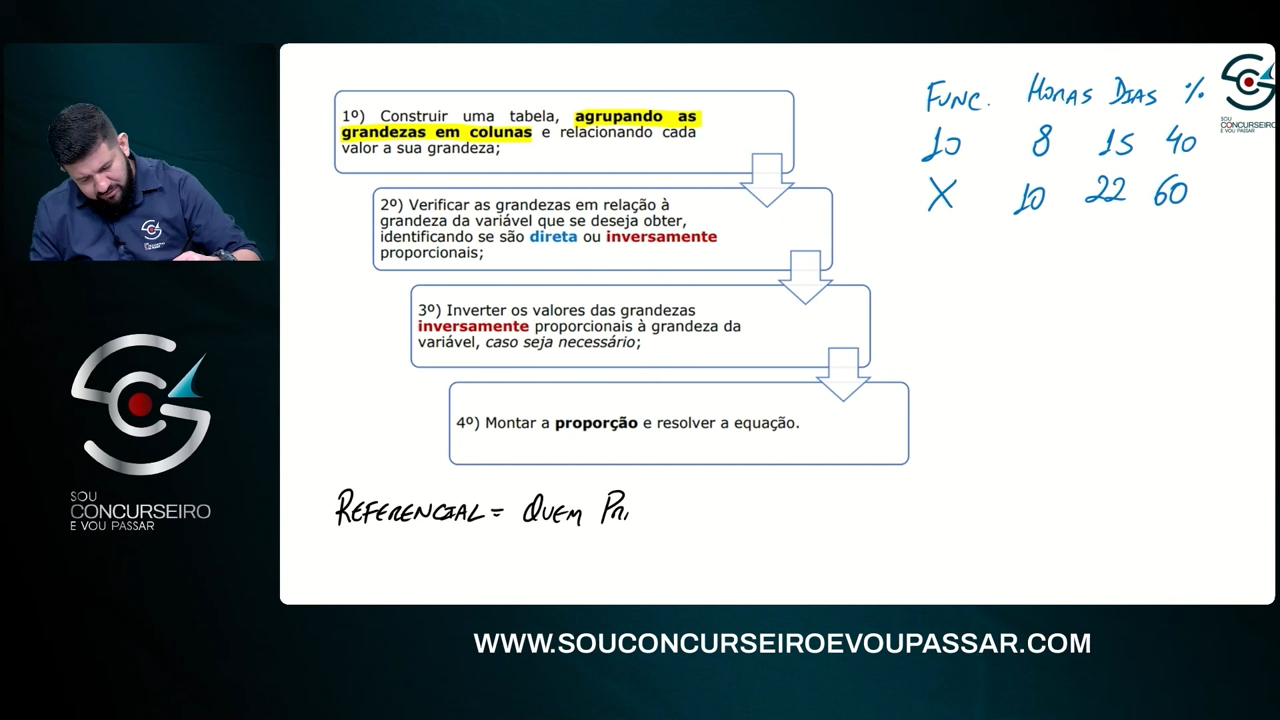 1º) Construir uma tabela, agrupando as
grandezas em colunas e relacionando cada
valor a sua grandeza;
2º) Verificar as grandezas em relação à
grandeza da variável que se deseja obter,
identificando se são direta ou inversamente
proporcionais;
3º) Inverter os valores das grandezas
inversamente proporcionais à grandeza da
variável, caso seja necessário;
4º) Montar a proporção e resolver a equação.
REFERENCIAL = QUEM PRI
FUNC. HORAS DIAS %
10 8 15 40
X 10 22 60
SOU
CONCURSEIRO
SOU
CONCURSEIRO
E VOU PASSAR
WWW.SOUCONCURSEIROEVOUPASSAR.COM